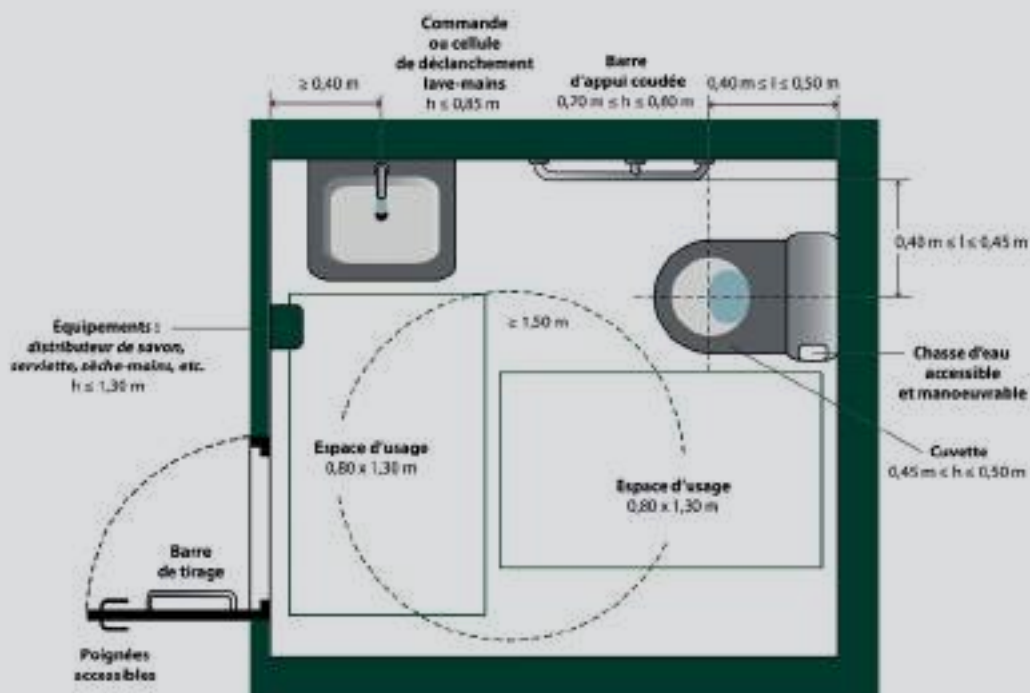 Commande
ou cellule
de déclanchement
lave-mains
h ≤ 0,85 m
≥ 0,40 m
Barre
d'appui coudée
0,70 m ≤ h ≤ 0,80 m
0,40 m ≤ l ≤ 0,50 m
0,40 m ≤ l ≤ 0,45 m
≥ 1,50 m
Équipements :
distributeur de savon,
serviette, sèche-mains, etc.
h ≤ 1,30 m
Chasse d'eau
accessible
et manoeuvrable
Espace d'usage
0,80 x 1,30 m
Cuvette
0,45 m ≤ h ≤ 0,50 m
Espace d'usage
0,80 x 1,30 m
Barre
de tirage
Poignées
accessibles